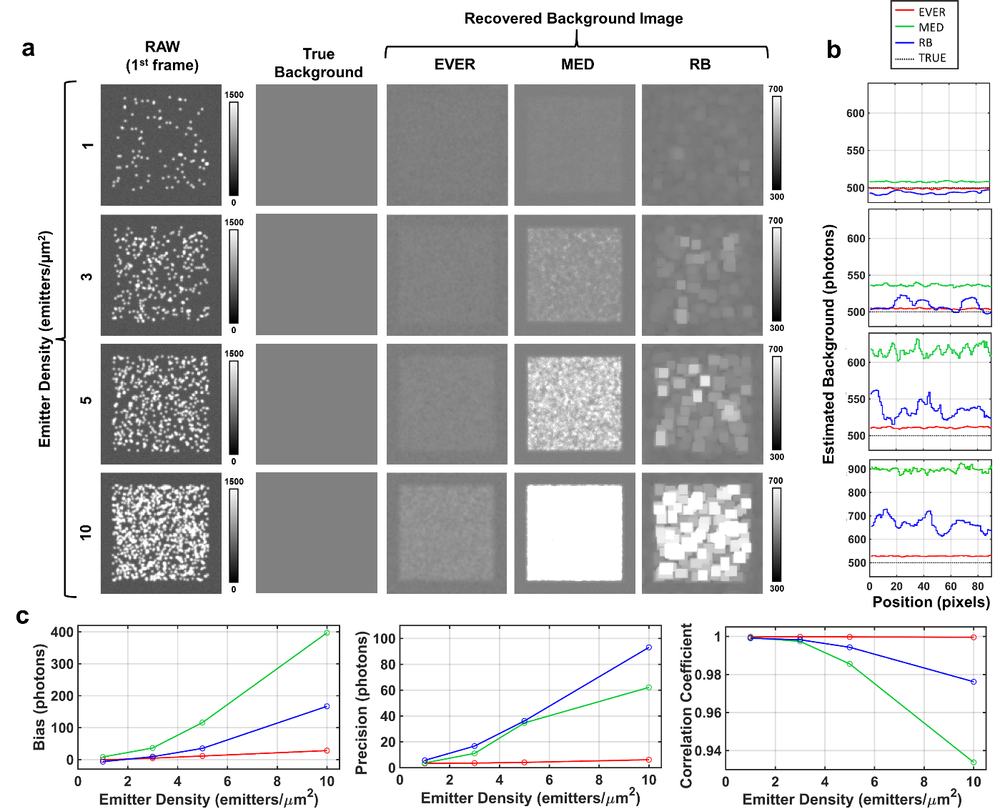 Recovered Background Image
a
RAW
(1st frame)
True
Background
EVER
MED
RB
b
EVER
MED
RB
TRUE
Emitter Density (emitters/μm²)
1
1500
0
700
300
3
1500
0
700
300
5
1500
0
700
300
10
1500
0
700
300
Estimated Background (photons)
600
550
500
600
550
500
600
550
500
900
800
700
600
500
0 20 40 60 80
Position (pixels)
c
Bias (photons)
400
300
200
100
0
0 2 4 6 8 10
Emitter Density (emitters/μm²)
Precision (photons)
100
80
60
40
20
0
0 2 4 6 8 10
Emitter Density (emitters/μm²)
Correlation Coefficient
1
0.98
0.96
0.94
0 2 4 6 8 10
Emitter Density (emitters/μm²)